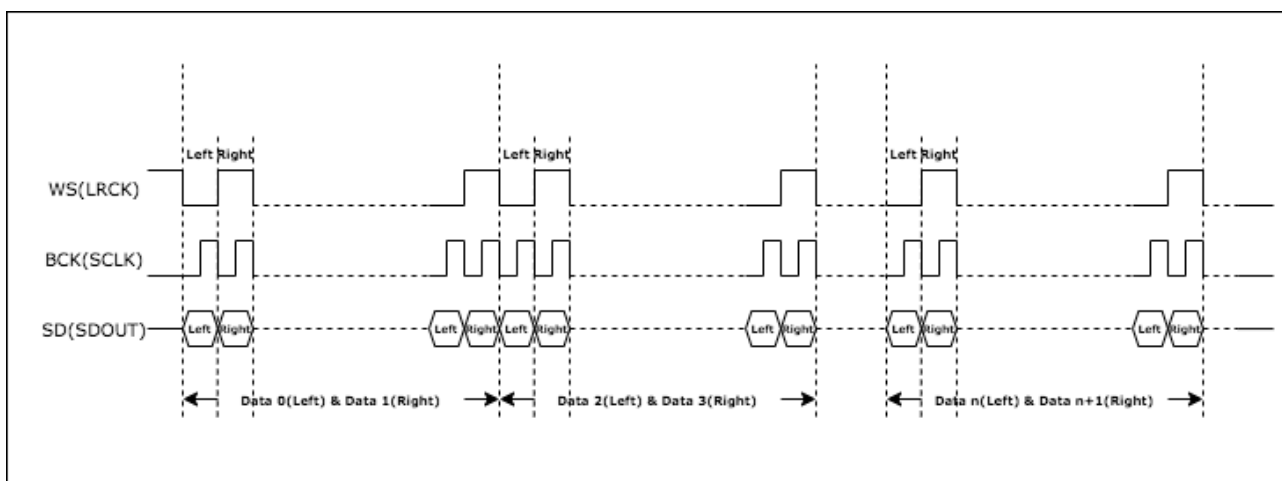 Left Right Left Right Left Right
WS(LRCK)
BCK(SCLK)
SD(SDOUT) Left Right Left Right Left Right Left Right Left Right Left Right
Data 0(Left) & Data 1(Right) Data 2(Left) & Data 3(Right) Data n(Left) & Data n+1(Right)